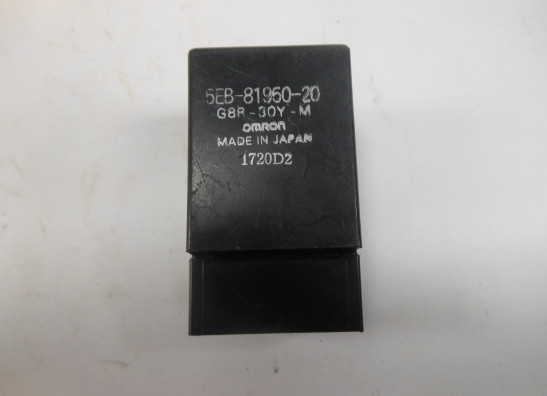 5EB-81950-20
G8R-30Y-M
omron
MADE IN JAPAN
1720D2